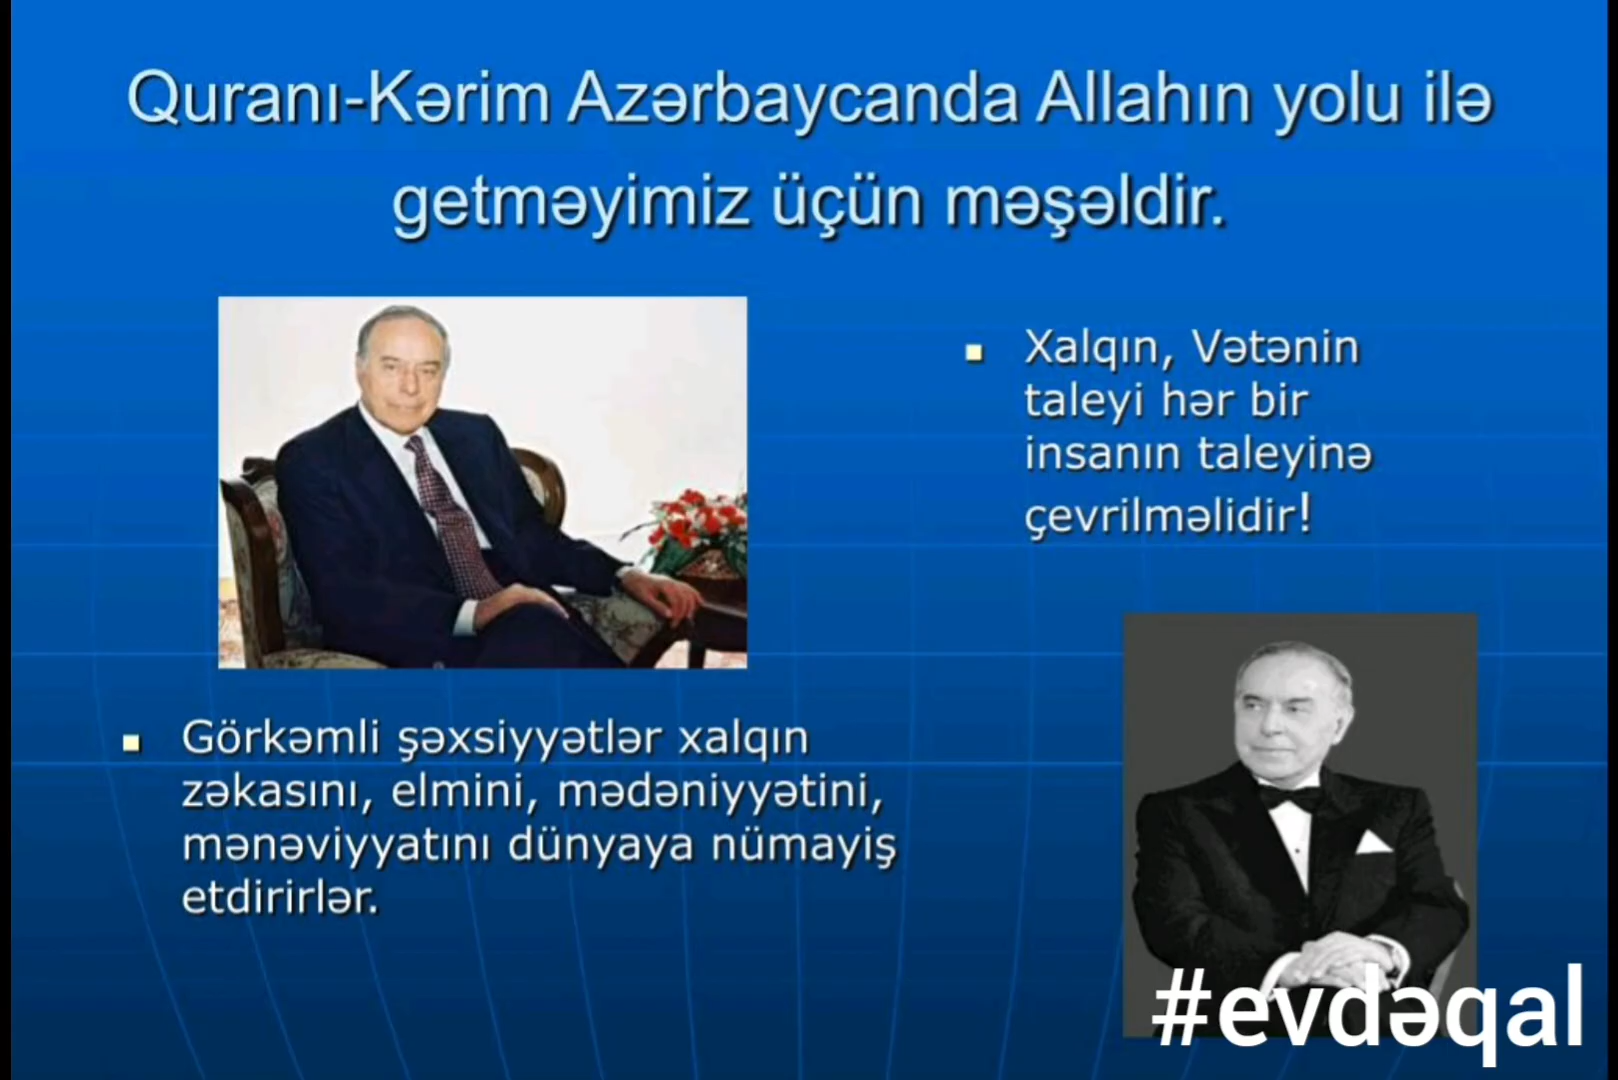 Quranı-Kərim Azərbaycanda Allahın yolu ilə
getməyimiz üçün məşəldir.
Xalqın, Vətənin
taleyi hər bir
insanın taleyinə
çevrilməlidir!
Görkəmli şəxsiyyətlər xalqın
zəkasını, elmini, mədəniyyətini,
mənəviyyatını dünyaya nümayiş
etdirirlər.
#evdəqal